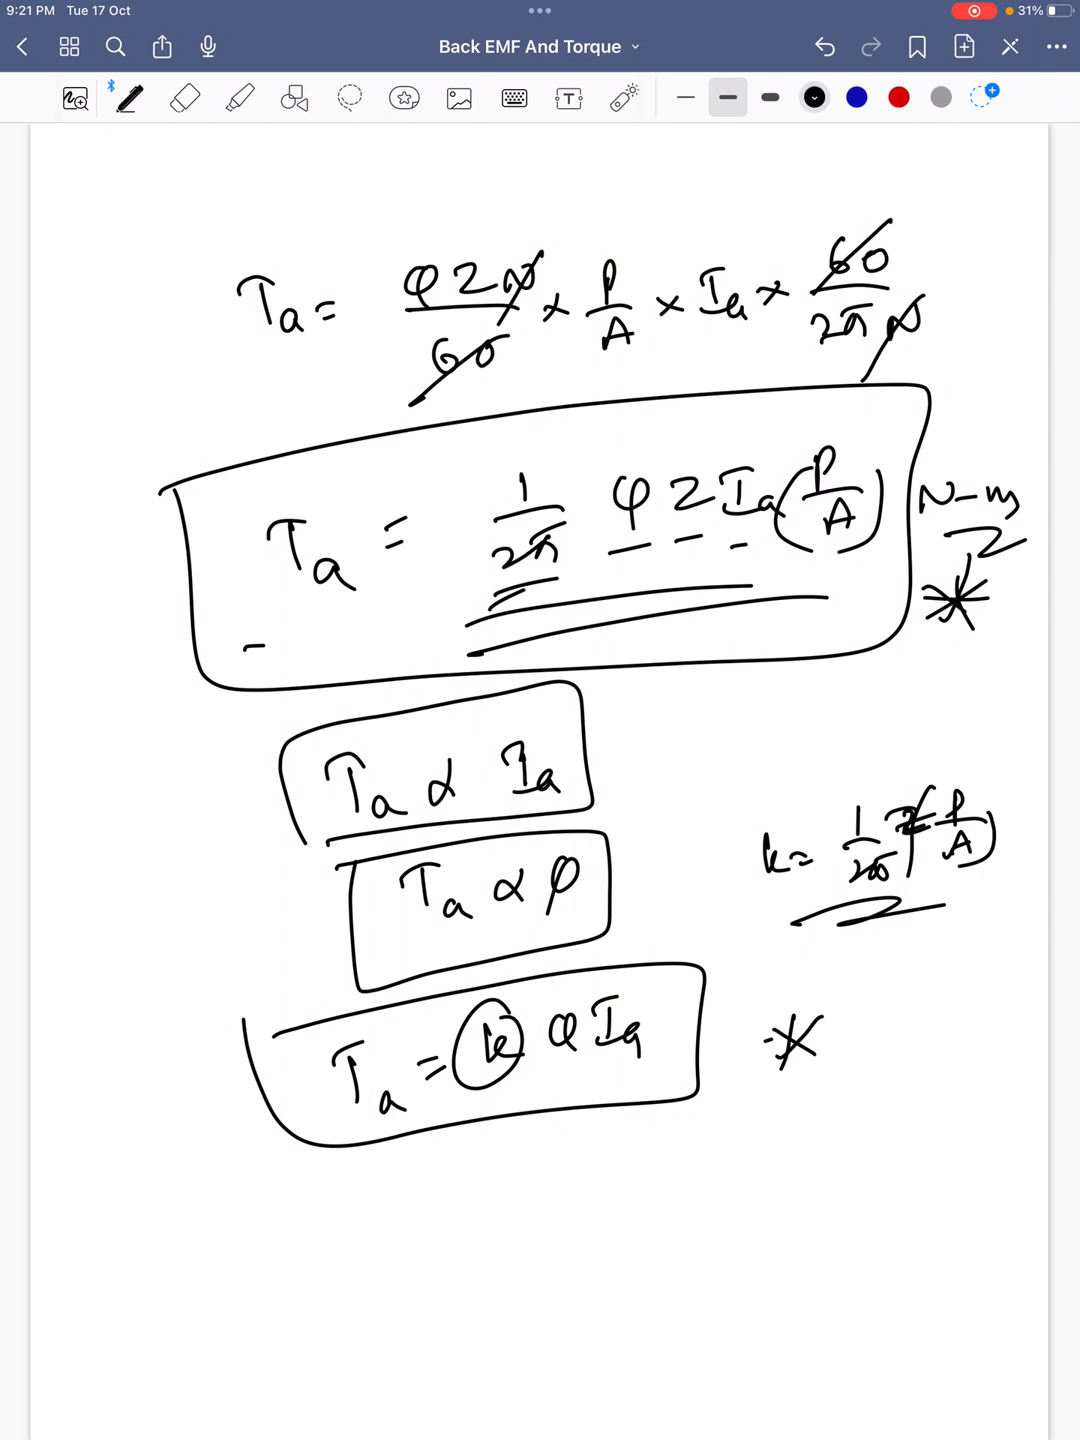 9:21 PM Tue 17 Oct 31%
Back EMF And Torque
Ta = φZN/60 × P/A × Ia × 60/2πN
Ta = 1/2π φ Z Ia (P/A) N-m
Ta ∝ Ia
k = 1/2π Z (P/A)
Ta ∝ φ
Ta = k φ Ia